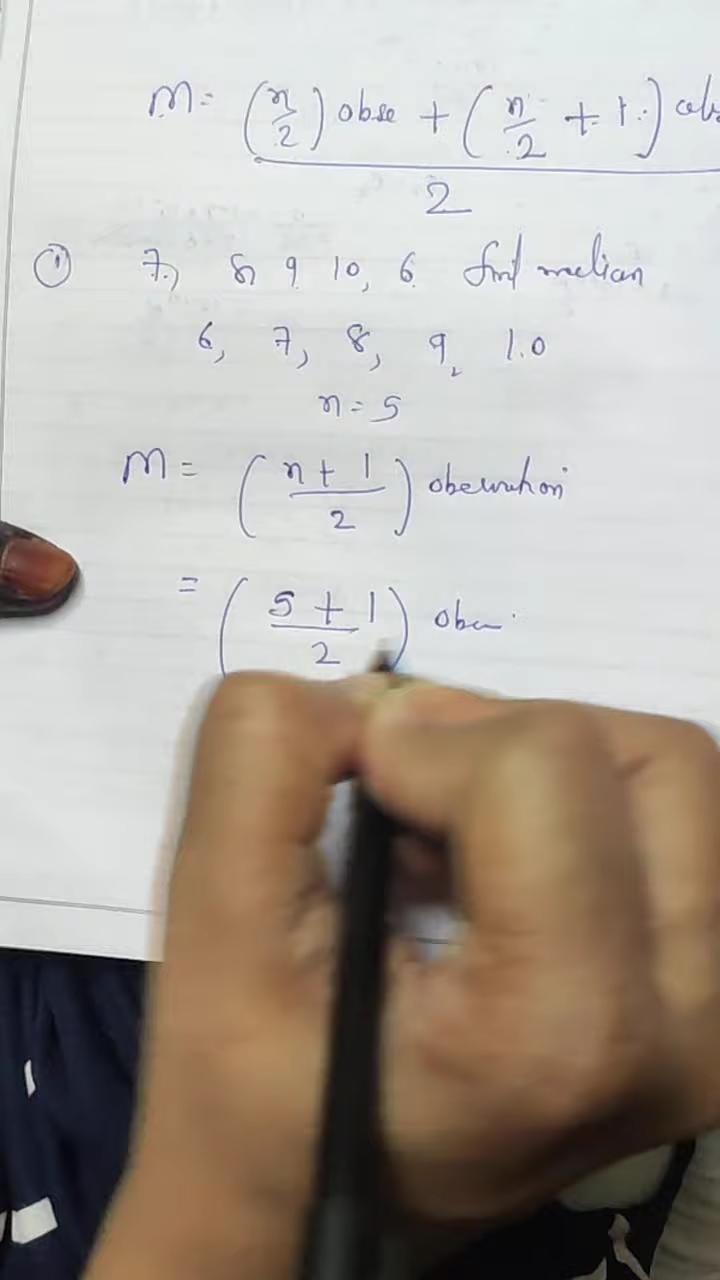 M = (n/2) obse + (n/2 + 1) obs
2
① 7, 8, 9 10, 6 find median
6, 7, 8, 9, 10
n = 5
M = (n + 1 / 2) observation
= (5 + 1 / 2) obse